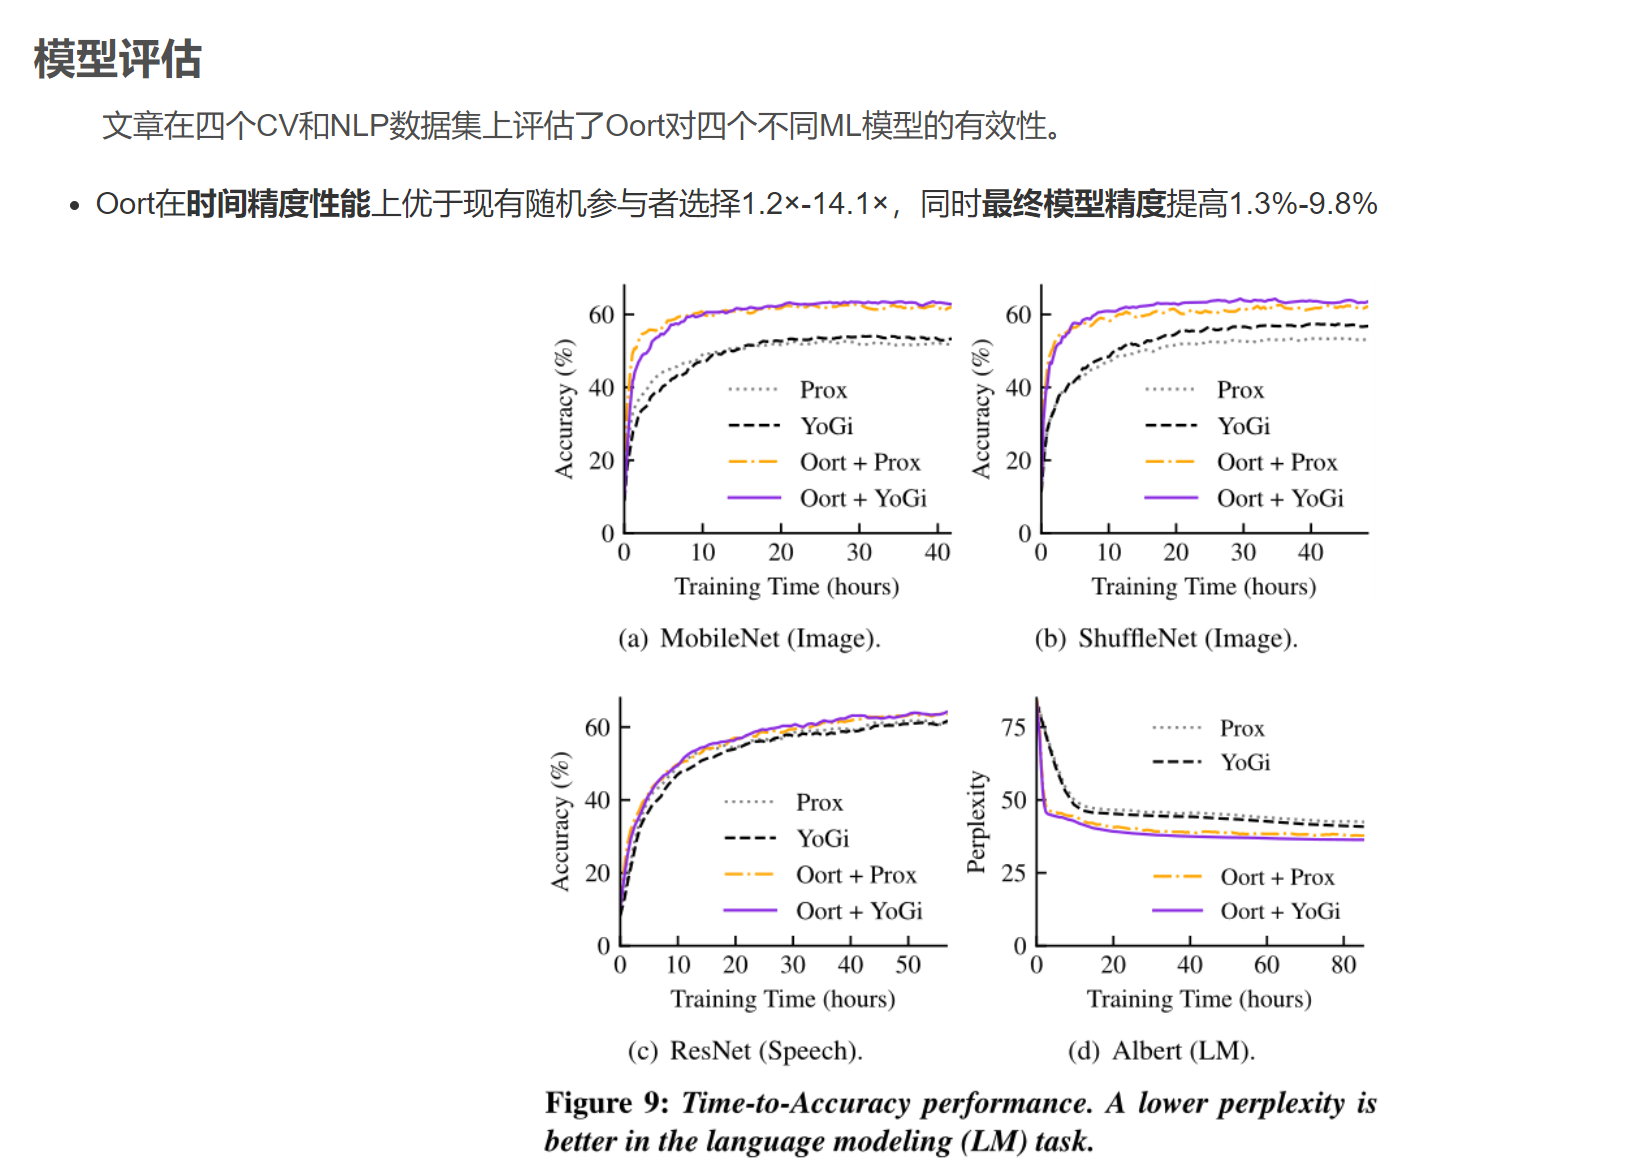 模型评估
文章在四个CV和NLP数据集上评估了Oort对四个不同ML模型的有效性。
• Oort在时间精度性能上优于现有随机参与者选择1.2×-14.1×，同时最终模型精度提高1.3%-9.8%
60
40
20
0
Accuracy (%)
Prox
YoGi
Oort + Prox
Oort + YoGi
0 10 20 30 40
Training Time (hours)
(a) MobileNet (Image).
60
40
20
0
Accuracy (%)
Prox
YoGi
Oort + Prox
Oort + YoGi
0 10 20 30 40
Training Time (hours)
(b) ShuffleNet (Image).
60
40
20
0
Accuracy (%)
Prox
YoGi
Oort + Prox
Oort + YoGi
0 10 20 30 40 50
Training Time (hours)
(c) ResNet (Speech).
75
50
25
0
Perplexity
Prox
YoGi
Oort + Prox
Oort + YoGi
0 20 40 60 80
Training Time (hours)
(d) Albert (LM).
Figure 9: Time-to-Accuracy performance. A lower perplexity is
better in the language modeling (LM) task.